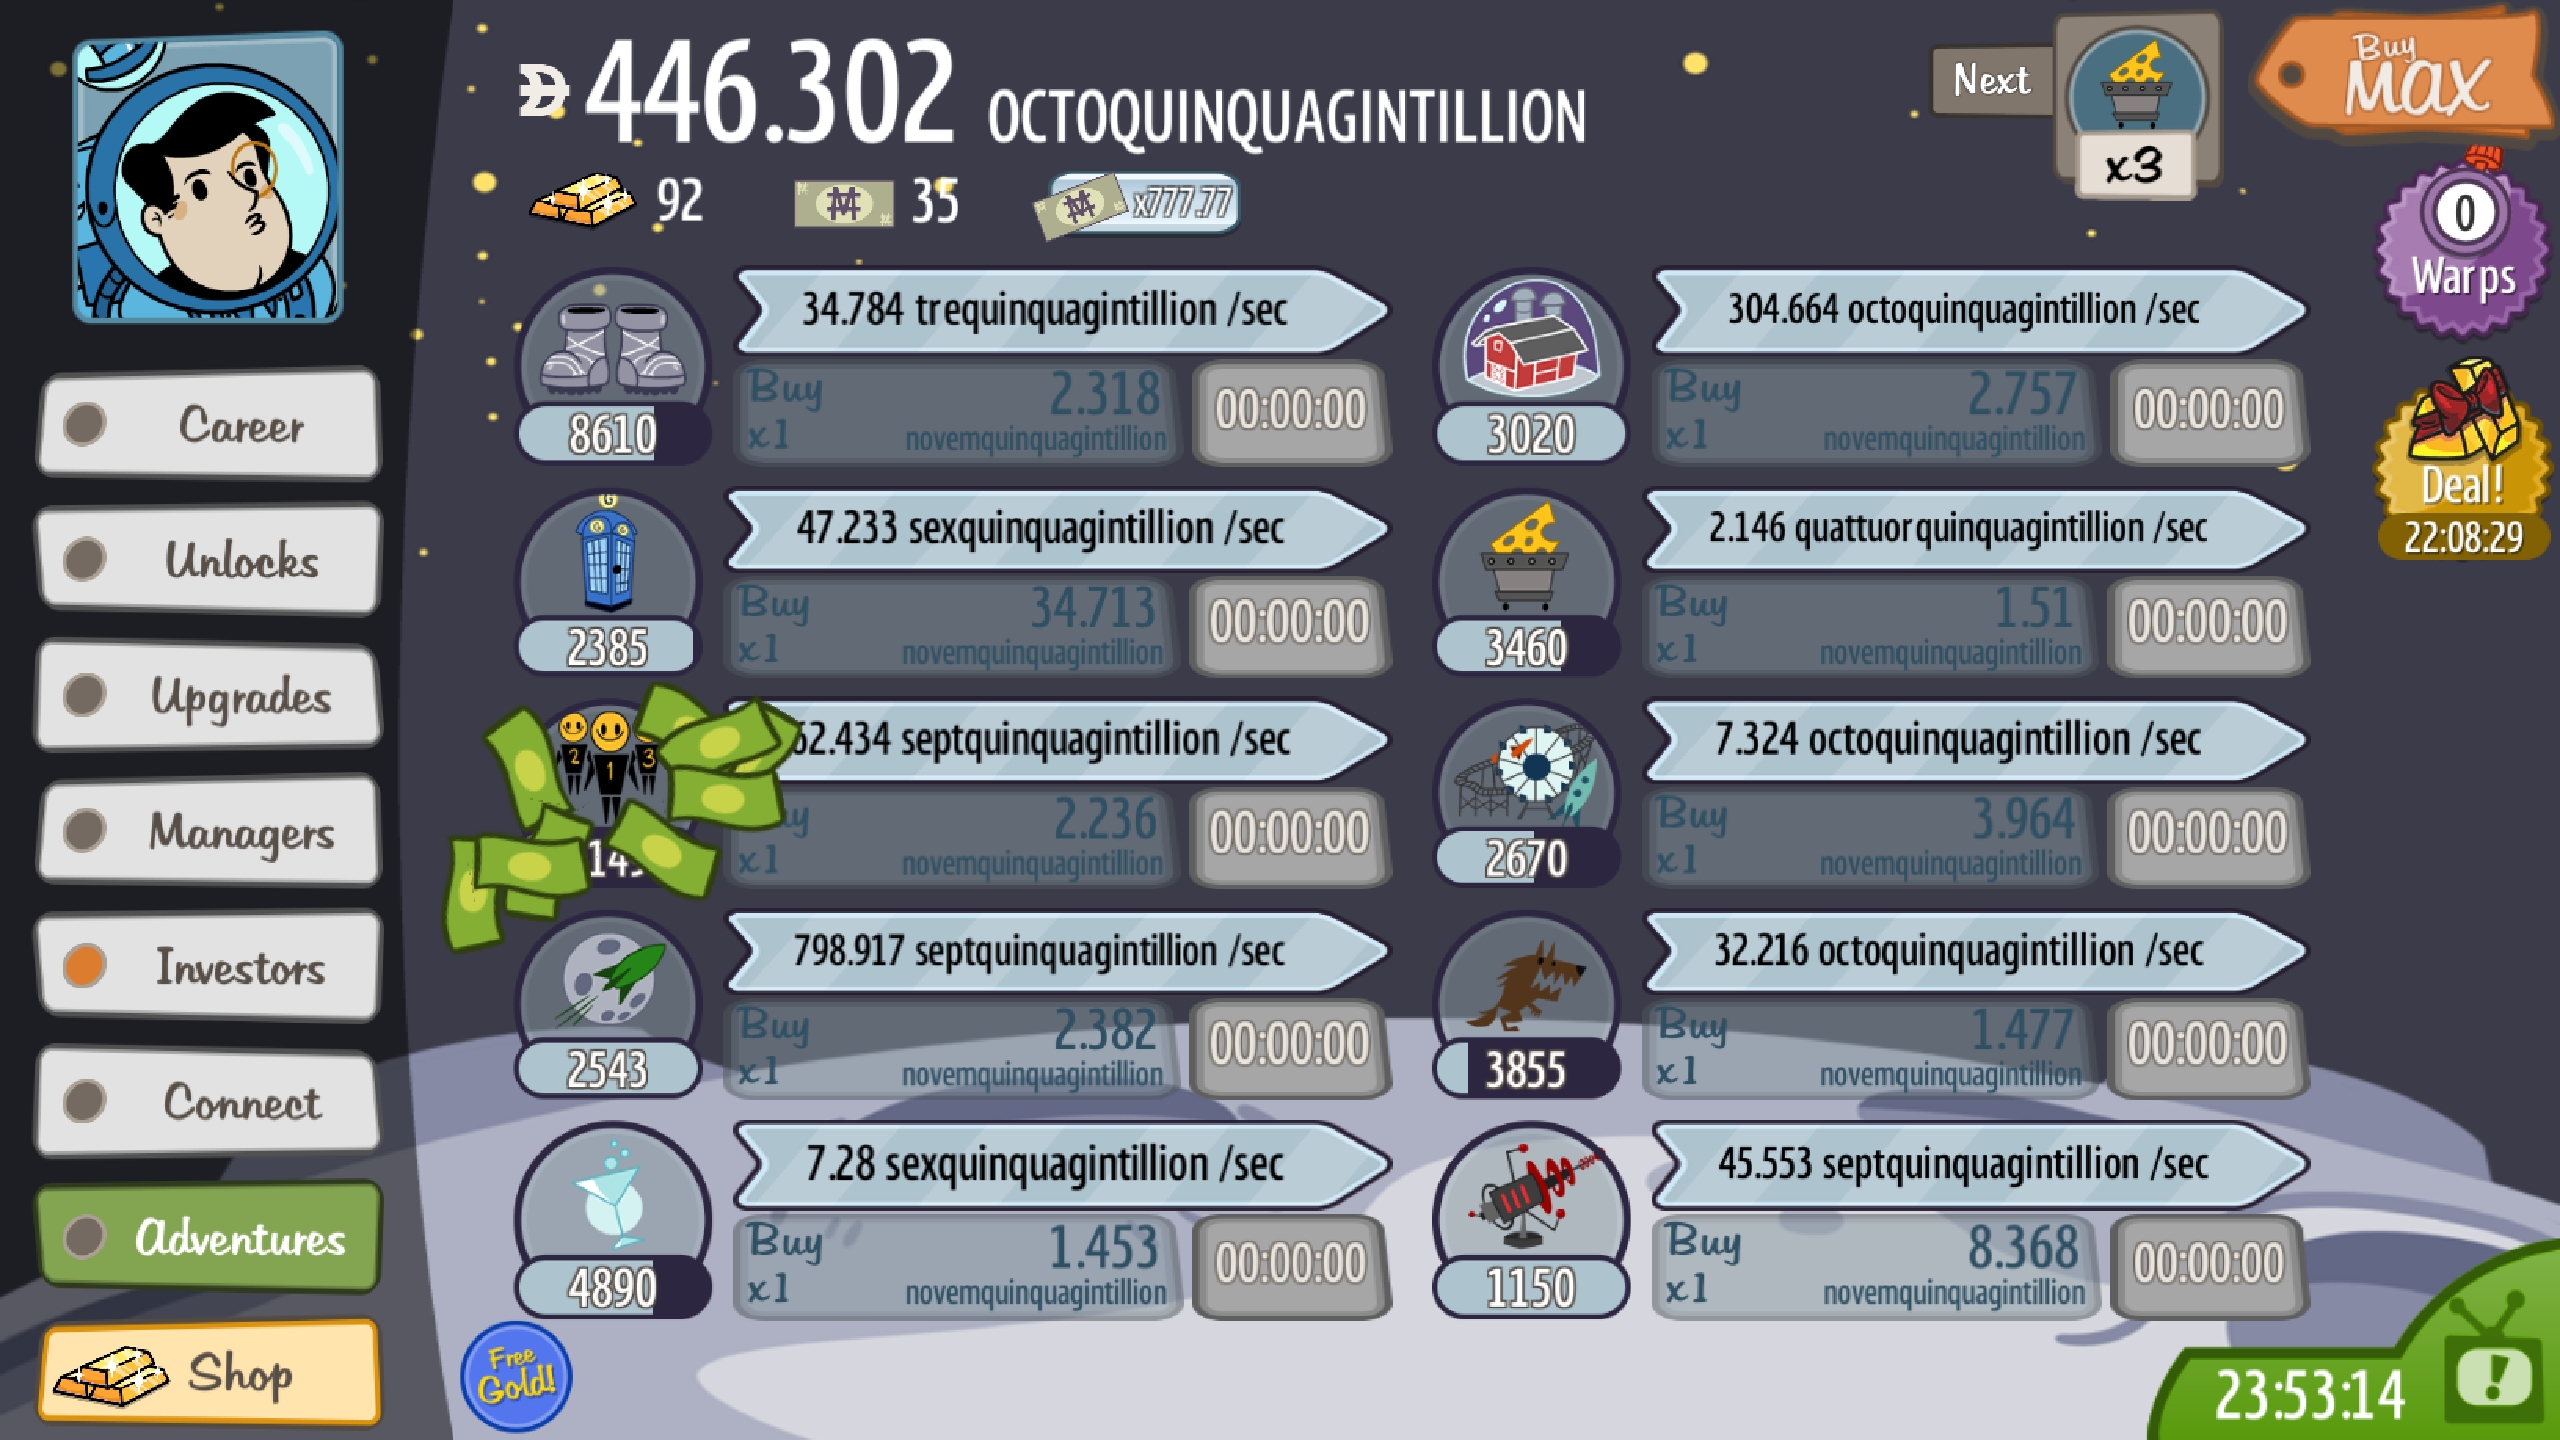 446.302 OCTOQUINQUAGINTILLION
92
35
x777.77
Next
x3
Buy
MAX
0
Warps
Deal!
22:08:29
Career
Unlocks
Upgrades
Managers
Investors
Connect
Adventures
Shop
34.784 trequinquagintillion /sec
8610
Buy
x1
2.318
novemquinquagintillion
00:00:00
304.664 octoquinquagintillion /sec
3020
Buy
x1
2.757
novemquinquagintillion
00:00:00
G
47.233 sexquinquagintillion /sec
2385
Buy
x1
34.713
novemquinquagintillion
00:00:00
2.146 quattuorquinquagintillion /sec
3460
Buy
x1
1.51
novemquinquagintillion
00:00:00
2 1 3
62.434 septquinquagintillion /sec
x1
2.236
novemquinquagintillion
00:00:00
7.324 octoquinquagintillion /sec
2670
Buy
x1
3.964
novemquinquagintillion
00:00:00
798.917 septquinquagintillion /sec
2543
Buy
x1
2.382
novemquinquagintillion
00:00:00
32.216 octoquinquagintillion /sec
3855
Buy
x1
1.477
novemquinquagintillion
00:00:00
7.28 sexquinquagintillion /sec
4890
Buy
x1
1.453
novemquinquagintillion
00:00:00
45.553 septquinquagintillion /sec
1150
Buy
x1
8.368
novemquinquagintillion
00:00:00
Free
Gold!
23:53:14
!